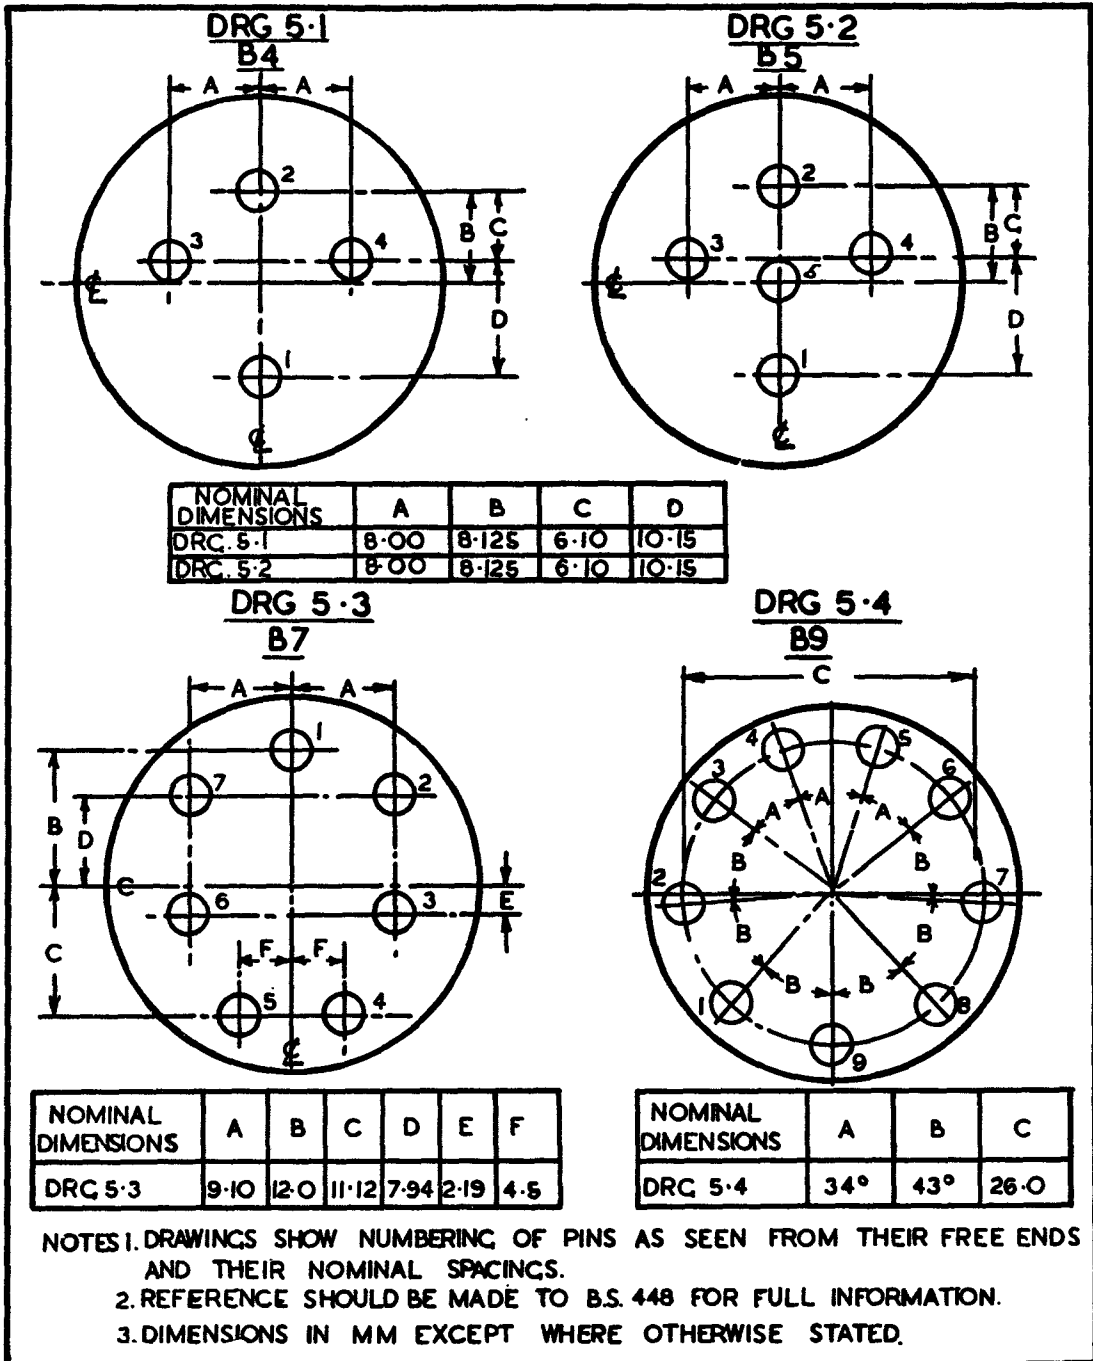 DRG 5·1
B4
A A
2
3 4
B C
℄
D
1
℄
DRG 5·2
B5
A A
2
3 4
B C
5
℄
D
1
℄
NOMINAL DIMENSIONS A B C D
DRG. 5·1 8·00 8·125 6·10 10·15
DRG. 5·2 8·00 8·125 6·10 10·15
DRG 5·3
B7
A A
1
7 2
B D
C
6 3 E
C
F F
5 4
℄
DRG 5·4
B9
C
4 5
3 6
A A A
B B
2 7
B B
B B
1 8
9
NOMINAL DIMENSIONS A B C D E F
DRG 5·3 9·10 12·0 11·12 7·94 2·19 4·5
NOMINAL DIMENSIONS A B C
DRG 5·4 34° 43° 26·0
NOTES 1. DRAWINGS SHOW NUMBERING OF PINS AS SEEN FROM THEIR FREE ENDS
AND THEIR NOMINAL SPACINGS.
2. REFERENCE SHOULD BE MADE TO B.S. 448 FOR FULL INFORMATION.
3. DIMENSIONS IN MM EXCEPT WHERE OTHERWISE STATED.